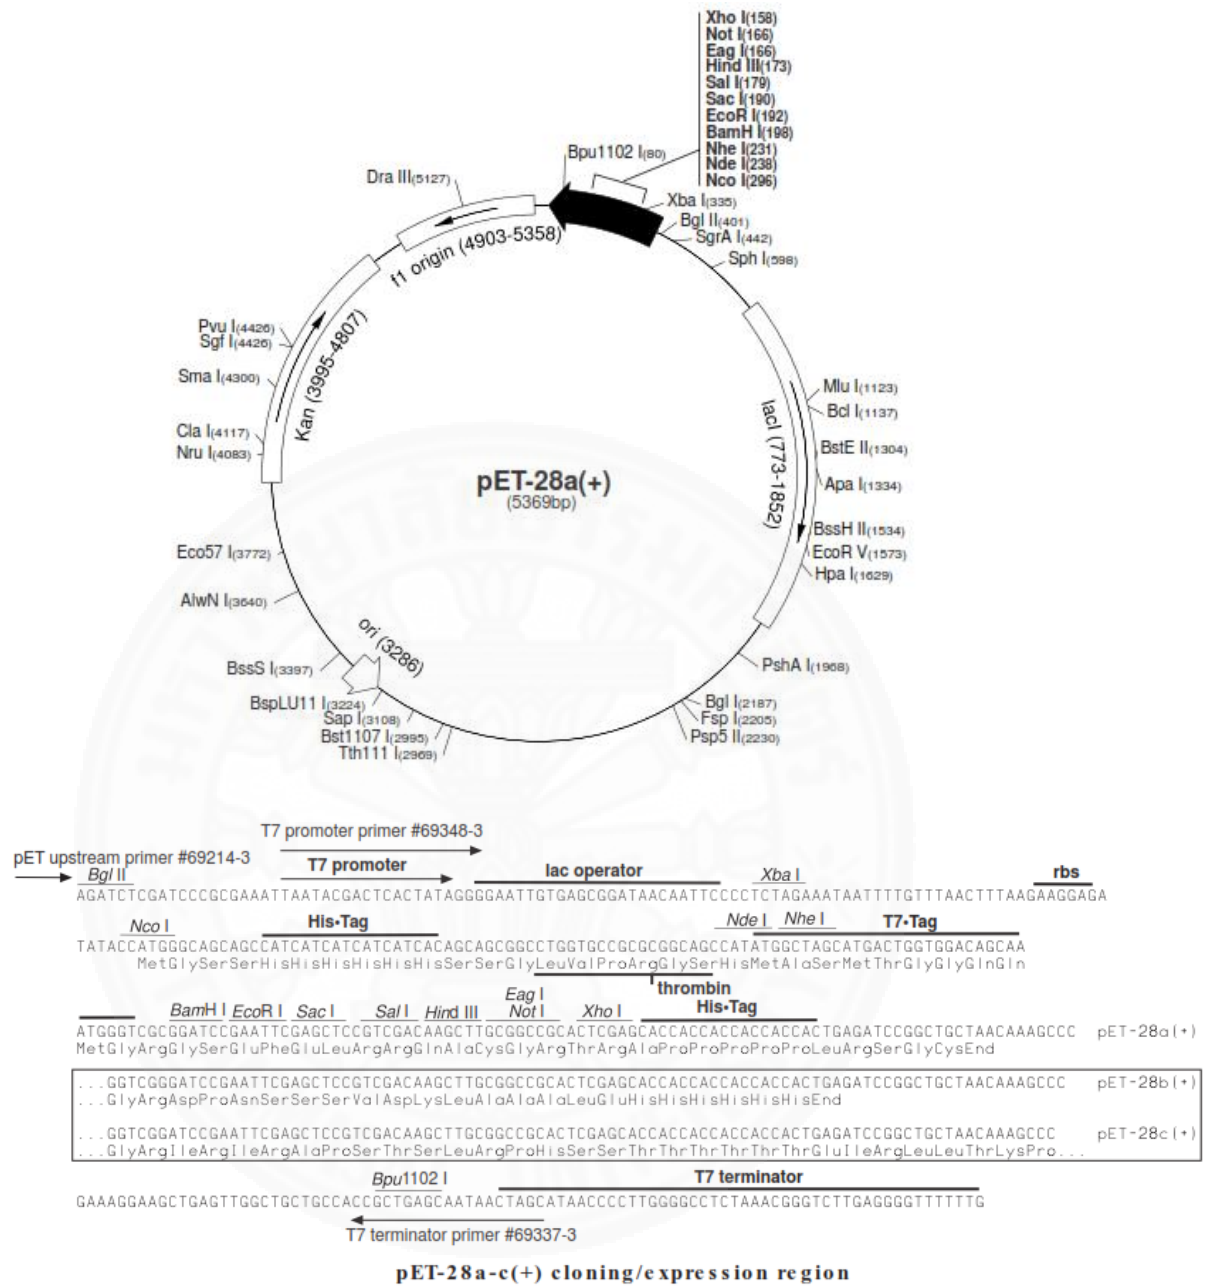 Xho I(158)
Not I(166)
Eag I(166)
Hind III(173)
Sal I(179)
Sac I(190)
EcoR I(192)
BamH I(198)
Nhe I(231)
Nde I(238)
Nco I(296)
Bpu1102 I(80)
Dra III(5127)
Xba I(335)
Bgl II(401)
SgrA I(442)
Sph I(598)
f1 origin (4903-5358)
Pvu I(4426)
Sgf I(4426)
Sma I(4300)
Kan (3995-4807)
Cla I(4117)
Nru I(4083)
Mlu I(1123)
Bcl I(1137)
lacI (773-1852)
BstE II(1304)
Apa I(1334)
pET-28a(+)
(5369bp)
BssH II(1534)
EcoR V(1573)
Hpa I(1629)
Eco57 I(3772)
AlwN I(3640)
ori (3286)
BssS I(3397)
PshA I(1968)
BspLU11 I(3224)
Sap I(3108)
Bst1107 I(2995)
Tth111 I(2969)
Bgl I(2187)
Fsp I(2205)
Psp5 II(2230)
T7 promoter primer #69348-3
pET upstream primer #69214-3
Bgl II T7 promoter lac operator Xba I rbs
AGATCTCGATCCCGCGAAATTAATACGACTCACTATAGGGGAATTGTGAGCGGATAACAATTCCCCTCTAGAAATAATTTTGTTTAACTTTAAGAAGGAGA
Nco I His•Tag Nde I Nhe I T7•Tag
TATACCATGGGCAGCAGCCATCATCATCATCATCACAGCAGCGGCCTGGTGCCGCGCGGCAGCCATATGGCTAGCATGACTGGTGGACAGCAA
MetGlySerSerHisHisHisHisHisHisSerSerGlyLeuValProArgGlySerHisMetAlaSerMetThrGlyGlyGlnGln
thrombin
BamH I EcoR I Sac I Sal I Hind III Eag I Not I Xho I His•Tag
ATGGGTCGCGGATCCGAATTCGAGCTCCGTCGACAAGCTTGCGGCCGCACTCGAGCACCACCACCACCACCACTGAGATCCGGCTGCTAACAAAGCCC pET-28a(+)
MetGlyArgGlySerGluPheGluLeuArgArgGlnAlaCysGlyArgThrArgAlaProProProProProLeuArgSerGlyCysEnd
...GGTCGGGATCCGAATTCGAGCTCCGTCGACAAGCTTGCGGCCGCACTCGAGCACCACCACCACCACCACTGAGATCCGGCTGCTAACAAAGCCC pET-28b(+)
...GlyArgAspProAsnSerSerSerValAspLysLeuAlaAlaAlaLeuGluHisHisHisHisHisHisEnd
...GGTCGGATCCGAATTCGAGCTCCGTCGACAAGCTTGCGGCCGCACTCGAGCACCACCACCACCACCACTGAGATCCGGCTGCTAACAAAGCCC pET-28c(+)
...GlyArgIleArgIleArgAlaProSerThrSerLeuArgProHisSerSerThrThrThrThrThrThrGluIleArgLeuLeuThrLysPro...
Bpu1102 I T7 terminator
GAAAGGAAGCTGAGTTGGCTGCTGCCACCGCTGAGCAATAACTAGCATAACCCCTTGGGGCCTCTAAACGGGTCTTGAGGGGTTTTTTG
T7 terminator primer #69337-3
pET-28a-c(+) cloning/expression region